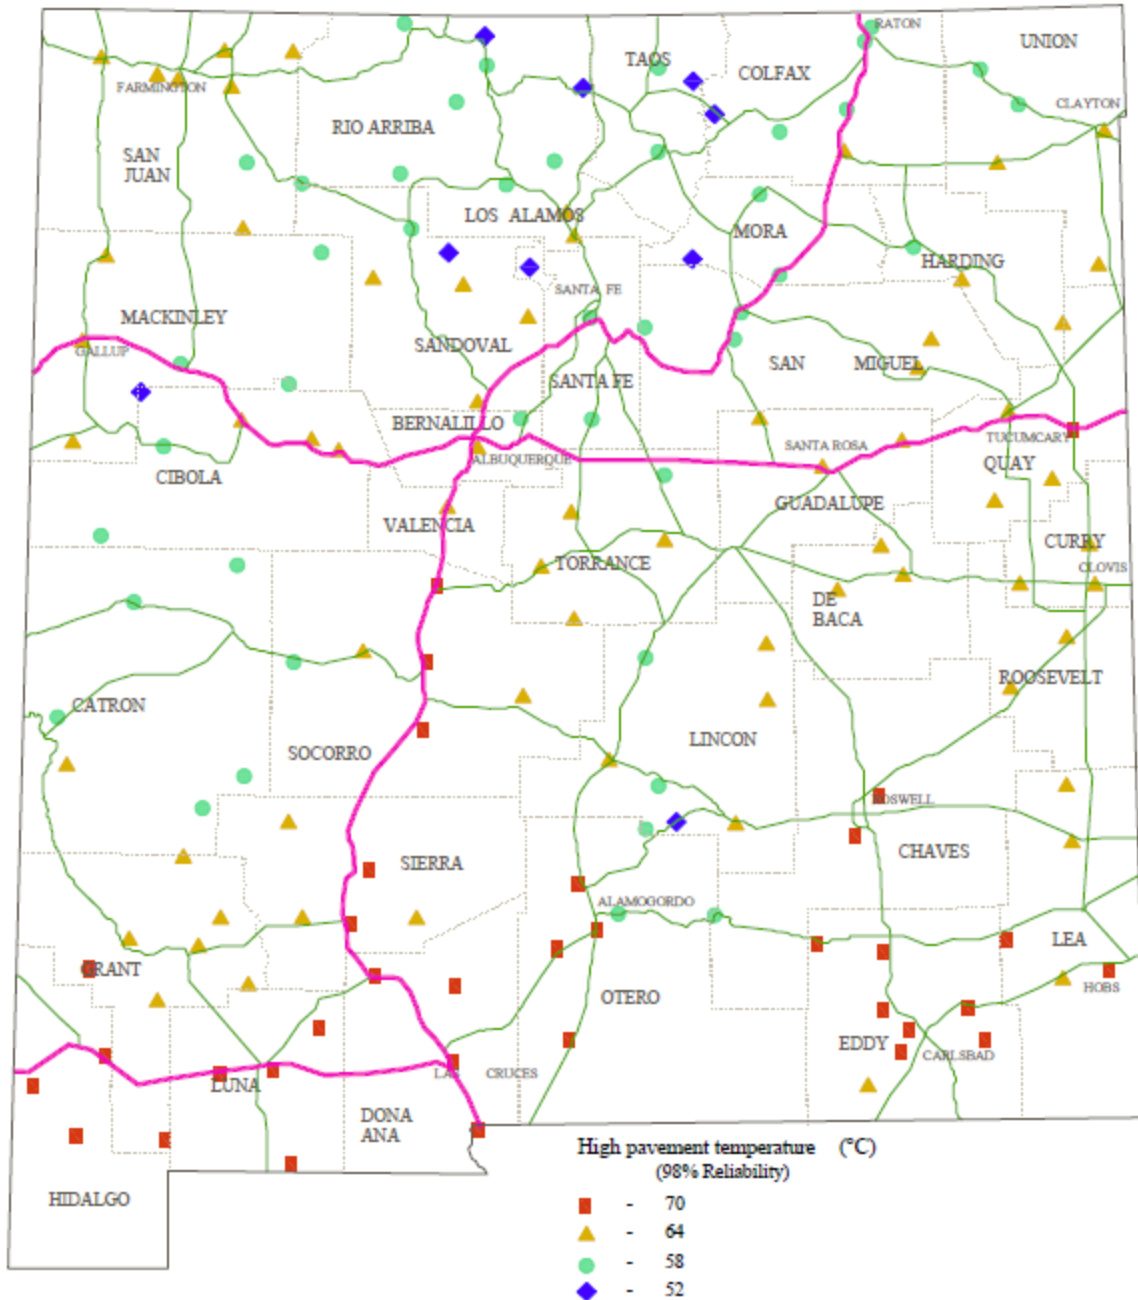 RATON
UNION
TAOS
COLFAX
FARMINGTON
CLAYTON
RIO ARRIBA
SAN
JUAN
LOS ALAMOS
MORA
HARDING
SANTA FE
MACKINLEY
GALLUP
SANDOVAL
SAN MIGUEL
SANTA FE
BERNALILLO
TUCUMCARY
SANTA ROSA
ALBUQUERQUE
QUAY
CIBOLA
GUADALUPE
VALENCIA
CURRY
TORRANCE
CLOVIS
DE
BACA
ROOSEVELT
CATRON
LINCON
SOCORRO
ROSWELL
CHAVES
SIERRA
ALAMOGORDO
LEA
GRANT
HOBS
OTERO
EDDY
CARLSBAD
LAS CRUCES
LUNA
DONA
ANA
HIDALGO
High pavement temperature (°C)
(98% Reliability)
- 70
- 64
- 58
- 52